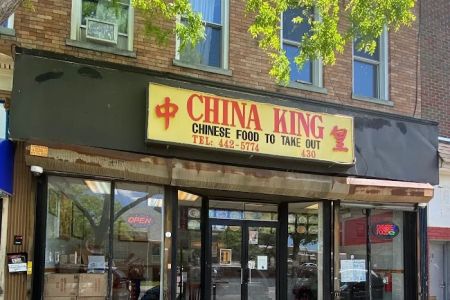 中 CHINA KING 皇
CHINESE FOOD TO TAKE OUT
TEL: 442-5774 430
OPEN